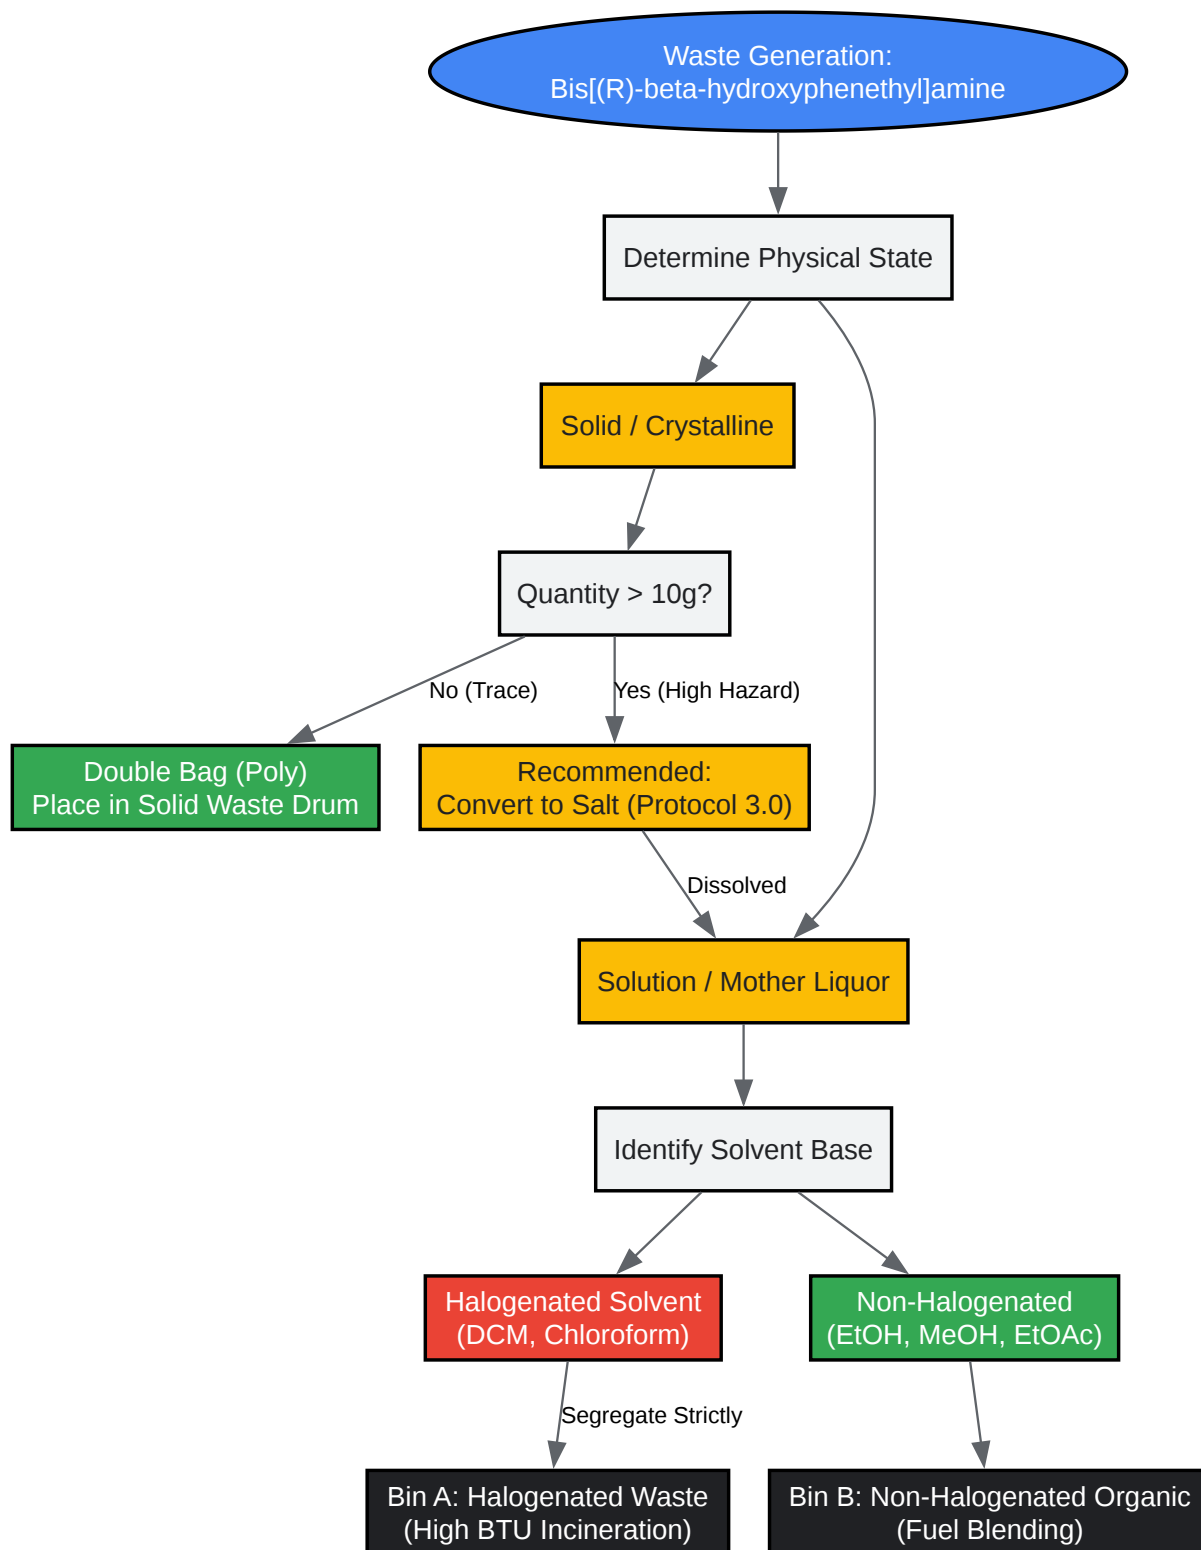 Waste Generation:
Bis[(R)-beta-hydroxyphenethyl]amine
Determine Physical State
Solid / Crystalline
Quantity > 10g?
No (Trace)
Yes (High Hazard)
Double Bag (Poly)
Place in Solid Waste Drum
Recommended:
Convert to Salt (Protocol 3.0)
Dissolved
Solution / Mother Liquor
Identify Solvent Base
Halogenated Solvent
(DCM, Chloroform)
Non-Halogenated
(EtOH, MeOH, EtOAc)
Segregate Strictly
Bin A: Halogenated Waste
(High BTU Incineration)
Bin B: Non-Halogenated Organic
(Fuel Blending)